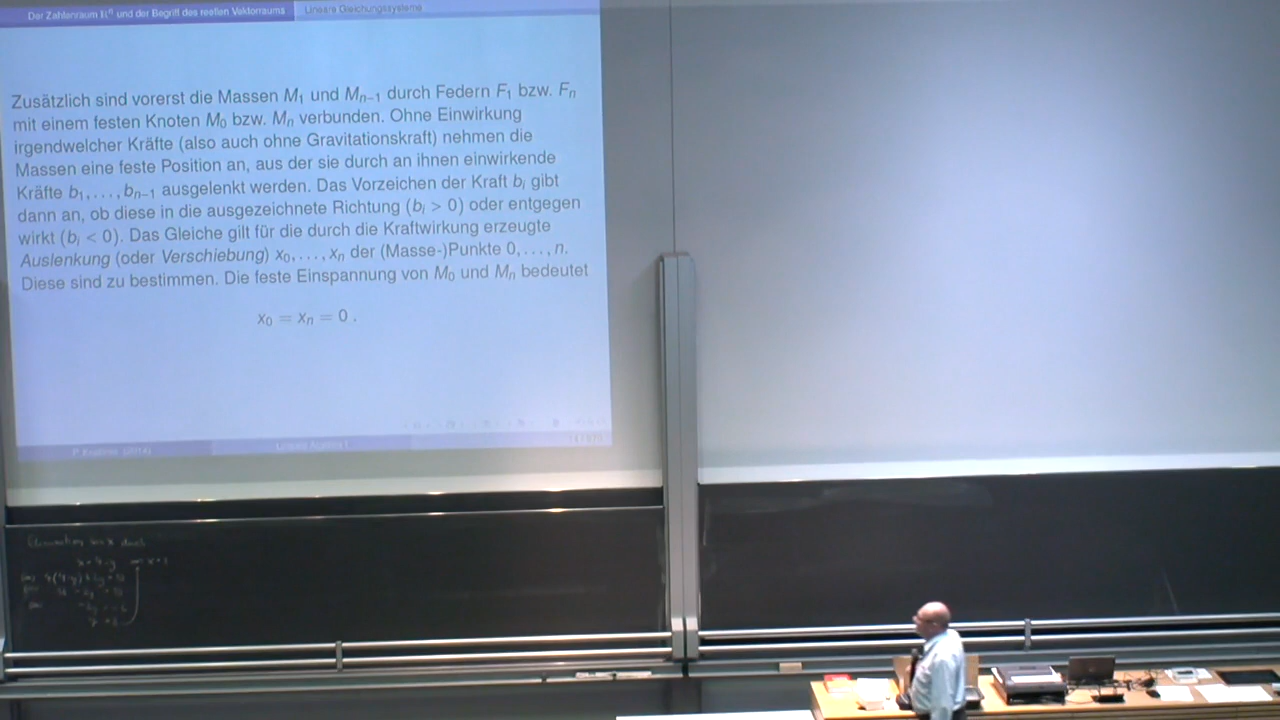 Der Zahlenraum ℝⁿ und der Begriff des reellen Vektorraums Lineare Gleichungssysteme
Zusätzlich sind vorerst die Massen M₁ und Mₙ₋₁ durch Federn F₁ bzw. Fₙ
mit einem festen Knoten M₀ bzw. Mₙ verbunden. Ohne Einwirkung
irgendwelcher Kräfte (also auch ohne Gravitationskraft) nehmen die
Massen eine feste Position an, aus der sie durch an ihnen einwirkende
Kräfte b₁, . . . , bₙ₋₁ ausgelenkt werden. Das Vorzeichen der Kraft bᵢ gibt
dann an, ob diese in die ausgezeichnete Richtung (bᵢ > 0) oder entgegen
wirkt (bᵢ < 0). Das Gleiche gilt für die durch die Kraftwirkung erzeugte
Auslenkung (oder Verschiebung) x₀, . . . , xₙ der (Masse-)Punkte 0, . . . , n.
Diese sind zu bestimmen. Die feste Einspannung von M₀ und Mₙ bedeutet
x₀ = xₙ = 0 .
Lineare Algebra I